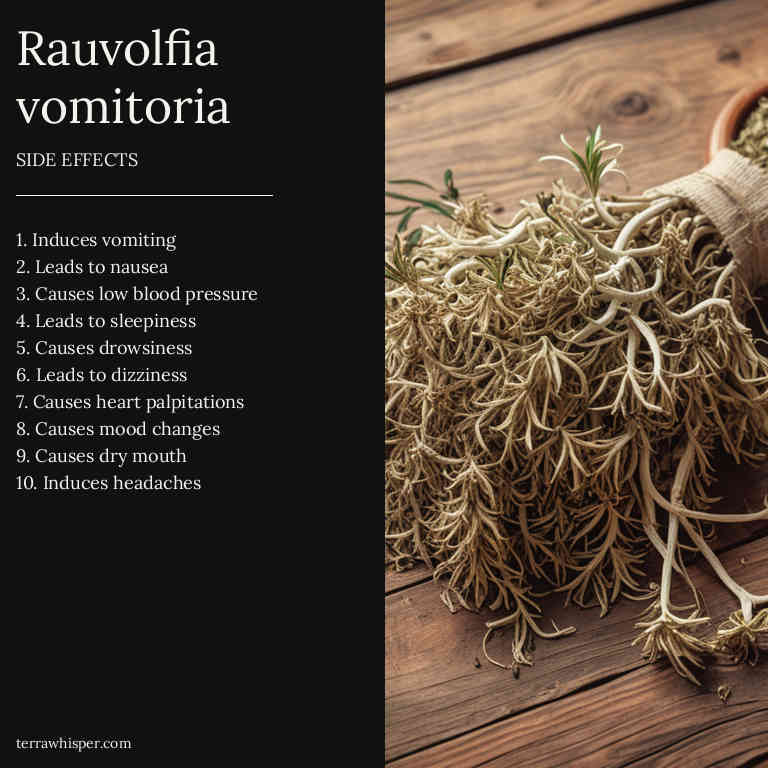 Rauvolfia
vomitoria
SIDE EFFECTS
1. Induces vomiting
2. Leads to nausea
3. Causes low blood pressure
4. Leads to sleepiness
5. Causes drowsiness
6. Leads to dizziness
7. Causes heart palpitations
8. Causes mood changes
9. Causes dry mouth
10. Induces headaches
terrawhisper.com